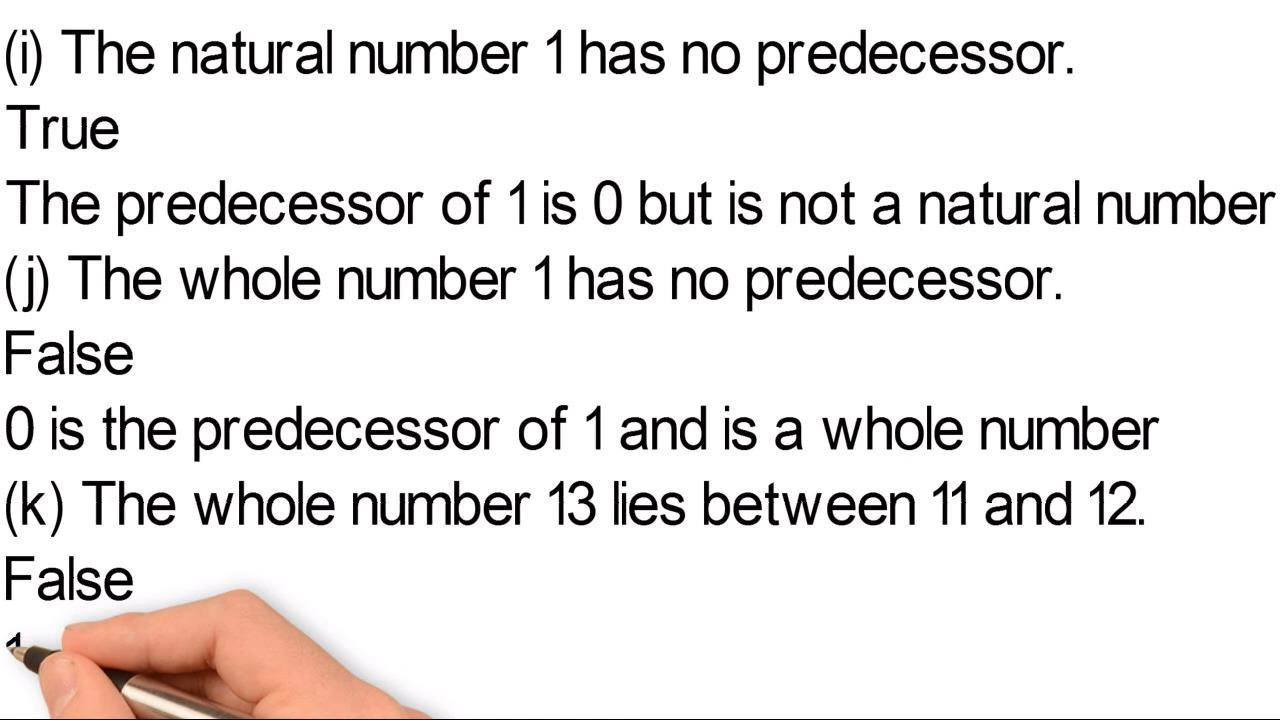 (i) The natural number 1 has no predecessor.
True
The predecessor of 1 is 0 but is not a natural number
(j) The whole number 1 has no predecessor.
False
0 is the predecessor of 1 and is a whole number
(k) The whole number 13 lies between 11 and 12.
False